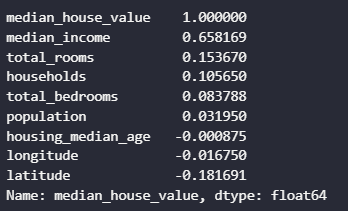 median_house_value 1.000000
median_income 0.658169
total_rooms 0.153670
households 0.105650
total_bedrooms 0.083788
population 0.031950
housing_median_age -0.000875
longitude -0.016750
latitude -0.181691
Name: median_house_value, dtype: float64